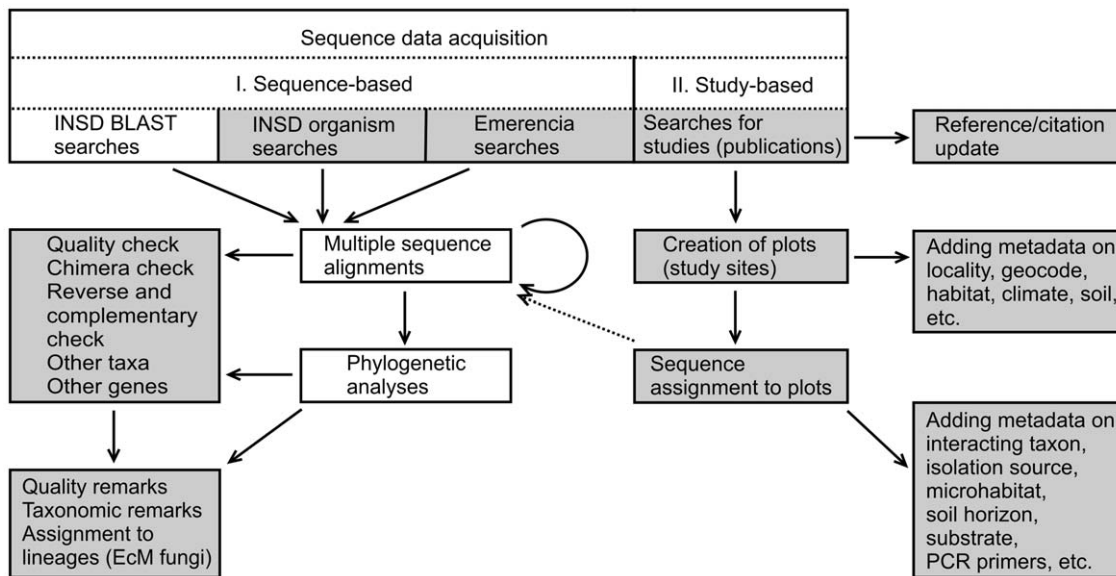 Sequence data acquisition
I. Sequence-based
II. Study-based
INSD BLAST
searches
INSD organism
searches
Emerencia
searches
Searches for
studies (publications)
Reference/citation
update
Quality check
Chimera check
Reverse and
complementary
check
Other taxa
Other genes
Multiple sequence
alignments
Creation of plots
(study sites)
Adding metadata on
locality, geocode,
habitat, climate, soil,
etc.
Phylogenetic
analyses
Sequence
assignment to plots
Quality remarks
Taxonomic remarks
Assignment to
lineages (EcM fungi)
Adding metadata on
interacting taxon,
isolation source,
microhabitat,
soil horizon,
substrate,
PCR primers, etc.